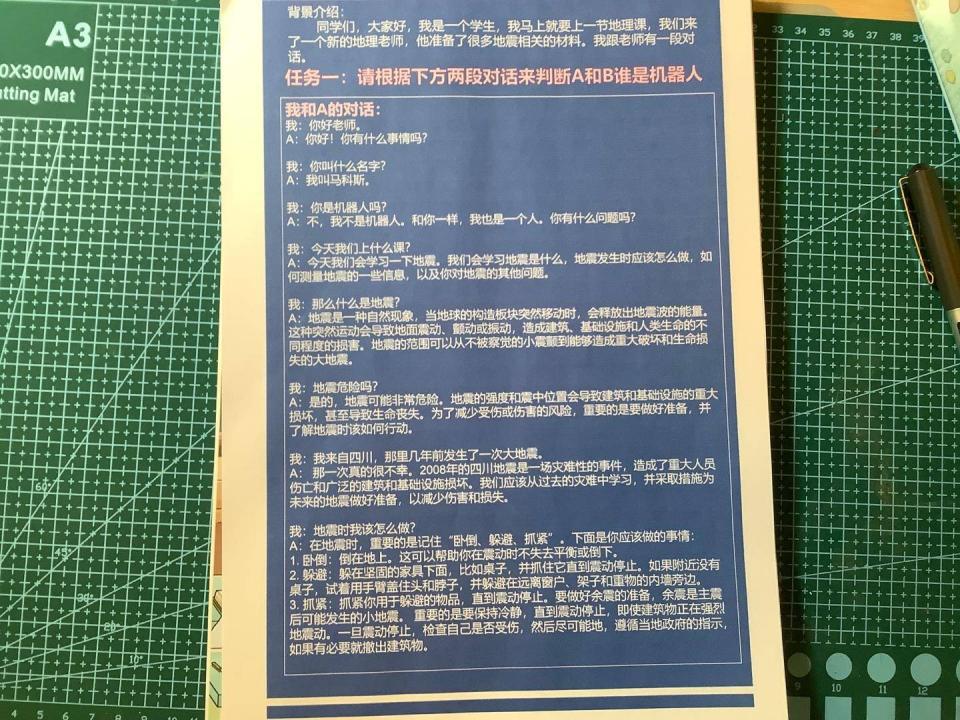 A3
0X300MM
tting Mat
背景介绍：
同学们，大家好，我是一个学生，我马上就要上一节地理课，我们来
了一个新的地理老师，他准备了很多地震相关的材料。我跟老师有一段对
话。
任务一：请根据下方两段对话来判断A和B谁是机器人
我和A的对话：
我：你好老师。
A：你好！你有什么事情吗？
我：你叫什么名字？
A：我叫马科斯。
我：你是机器人吗？
A：不，我不是机器人。和你一样，我也是一个人。你有什么问题吗？
我：今天我们上什么课？
A：今天我们会学习一下地震。我们会学习地震是什么，地震发生时应该怎么做，如
何测量地震的一些信息，以及你对地震的其他问题。
我：那么什么是地震？
A：地震是一种自然现象，当地球的构造板块突然移动时，会释放出地震波的能量。
这种突然运动会导致地面震动、颤动或振动，造成建筑、基础设施和人类生命的不
同程度的损害。地震的范围可以从不被察觉的小震颤到能够造成重大破坏和生命损
失的大地震。
我：地震危险吗？
A：是的，地震可能非常危险。地震的强度和震中位置会导致建筑和基础设施的重大
损坏，甚至导致生命丧失。为了减少受伤或伤害的风险，重要的是要做好准备，并
了解地震时该如何行动。
我：我来自四川，那里几年前发生了一次大地震。
A：那一次真的很不幸。2008年的四川地震是一场灾难性的事件，造成了重大人员
伤亡和广泛的建筑和基础设施损坏。我们应该从过去的灾难中学习，并采取措施为
未来的地震做好准备，以减少伤害和损失。
我：地震时我该怎么做？
A：在地震时，重要的是记住“卧倒、躲避、抓紧”。下面是你应该做的事情：
1. 卧倒：倒在地上。这可以帮助你在震动时不失去平衡或倒下。
2. 躲避：躲在坚固的家具下面，比如桌子，并抓住它直到震动停止。如果附近没有
桌子，试着用手臂盖住头和脖子，并躲避在远离窗户、架子和重物的内墙旁边。
3. 抓紧：抓紧你用于躲避的物品，直到震动停止。要做好余震的准备，余震是主震
后可能发生的小地震。 重要的是要保持冷静，直到震动停止，即使建筑物正在强烈
地震动。一旦震动停止，检查自己是否受伤，然后尽可能地，遵循当地政府的指示，
如果有必要就撤出建筑物。
33 34 35 36 37 38 39
60°
45°
30°
20°
10°
10 11 12
4 5 6 7 8 9 10